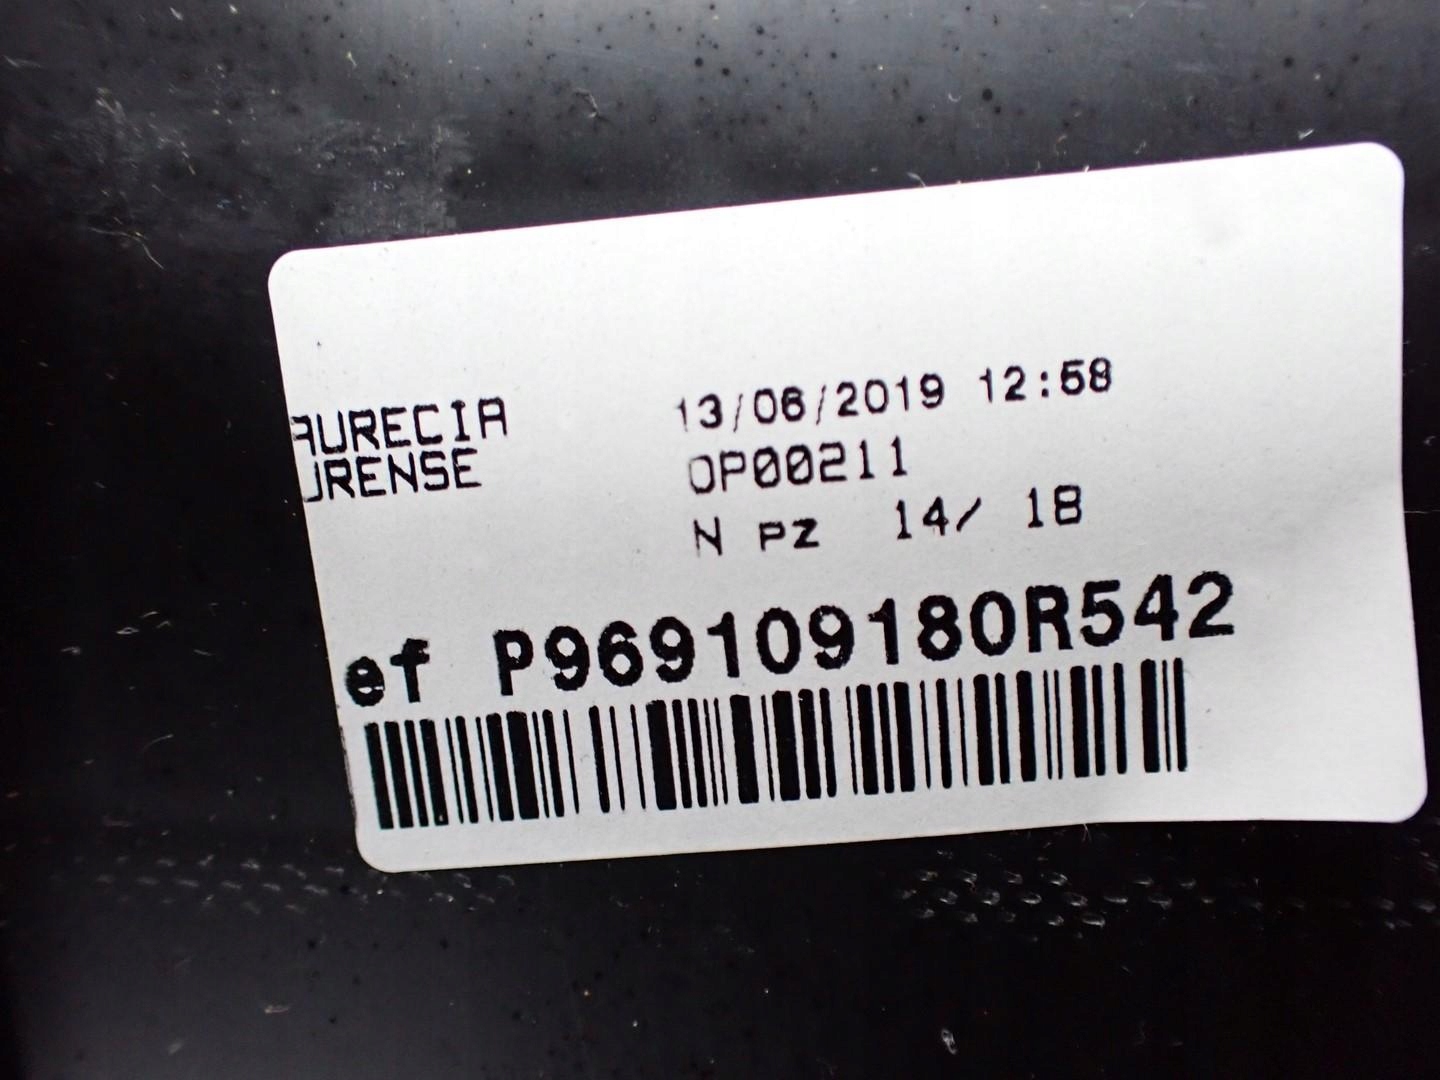 AURECIA 13/06/2019 12:58
URENSE OP00211
N pz 14/ 18
ef P969109180R542